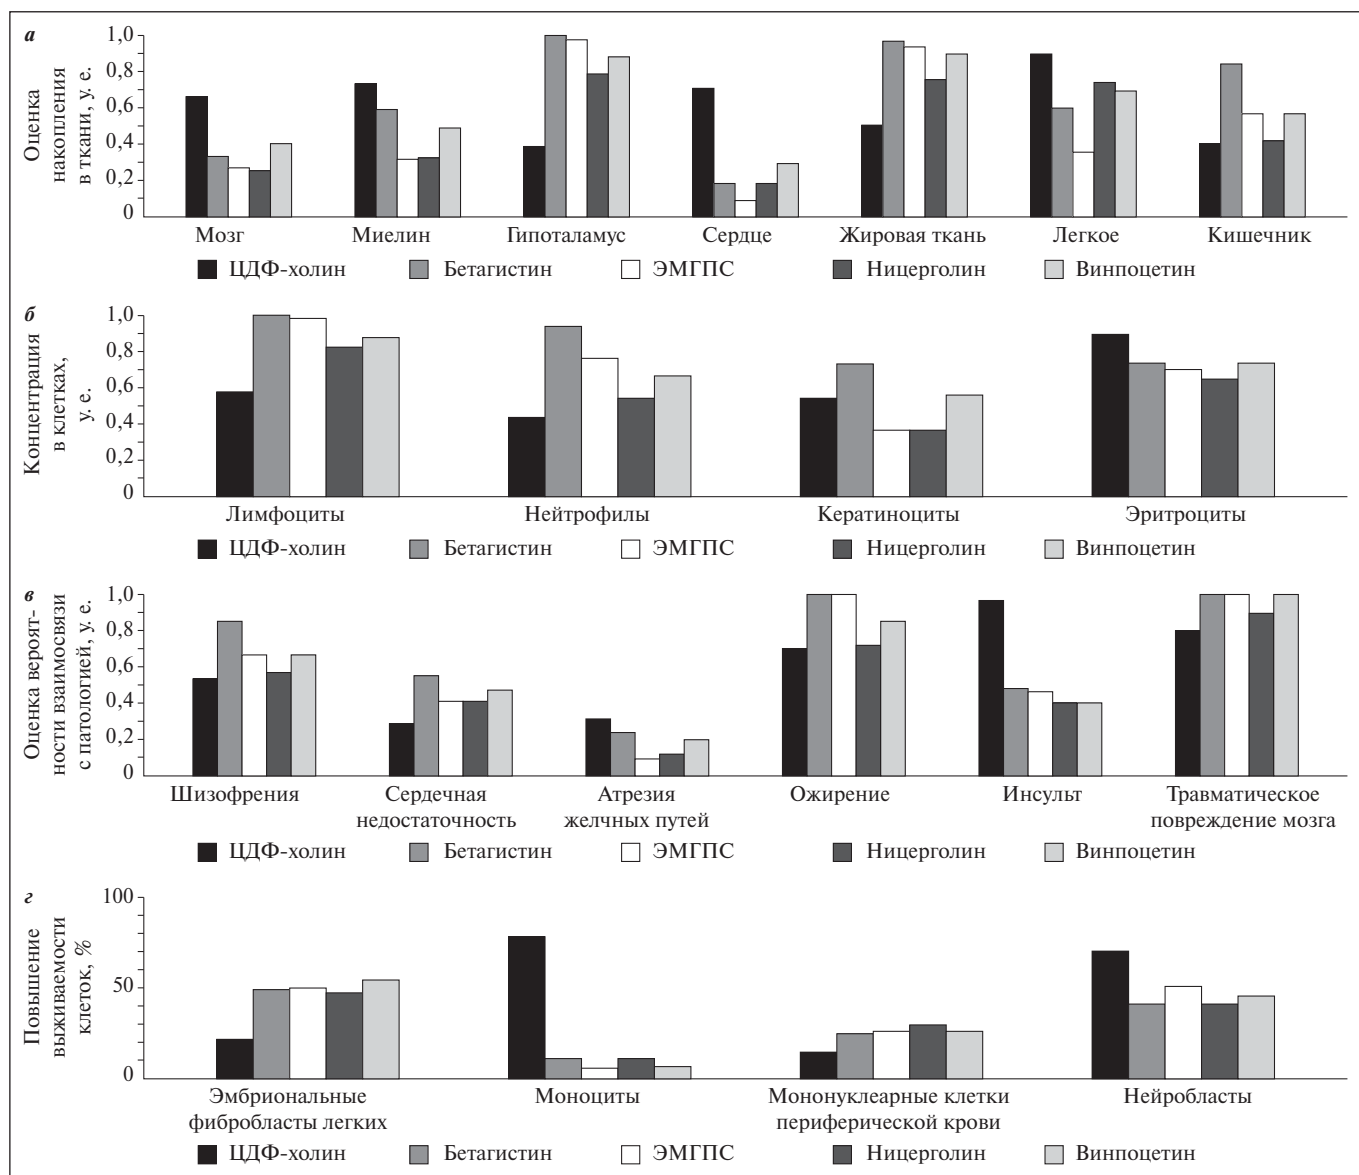 а
Оценка
накопления
в ткани, у. е.
1,0
0,8
0,6
0,4
0,2
0
Мозг Миелин Гипоталамус Сердце Жировая ткань Легкое Кишечник
ЦДФ-холин Бетагистин ЭМГПС Ницерголин Винпоцетин
б
Концентрация
в клетках,
у. е.
1,0
0,8
0,6
0,4
0,2
0
Лимфоциты Нейтрофилы Кератиноциты Эритроциты
ЦДФ-холин Бетагистин ЭМГПС Ницерголин Винпоцетин
в
Оценка вероят-
ности взаимосвязи
с патологией, у. е.
1,0
0,8
0,6
0,4
0,2
0
Шизофрения Сердечная Атрезия Ожирение Инсульт Травматическое
недостаточность желчных путей повреждение мозга
ЦДФ-холин Бетагистин ЭМГПС Ницерголин Винпоцетин
г
Повышение
выживаемости
клеток, %
100
50
0
Эмбриональные Моноциты Мононуклеарные клетки Нейробласты
фибробласты легких периферической крови
ЦДФ-холин Бетагистин ЭМГПС Ницерголин Винпоцетин